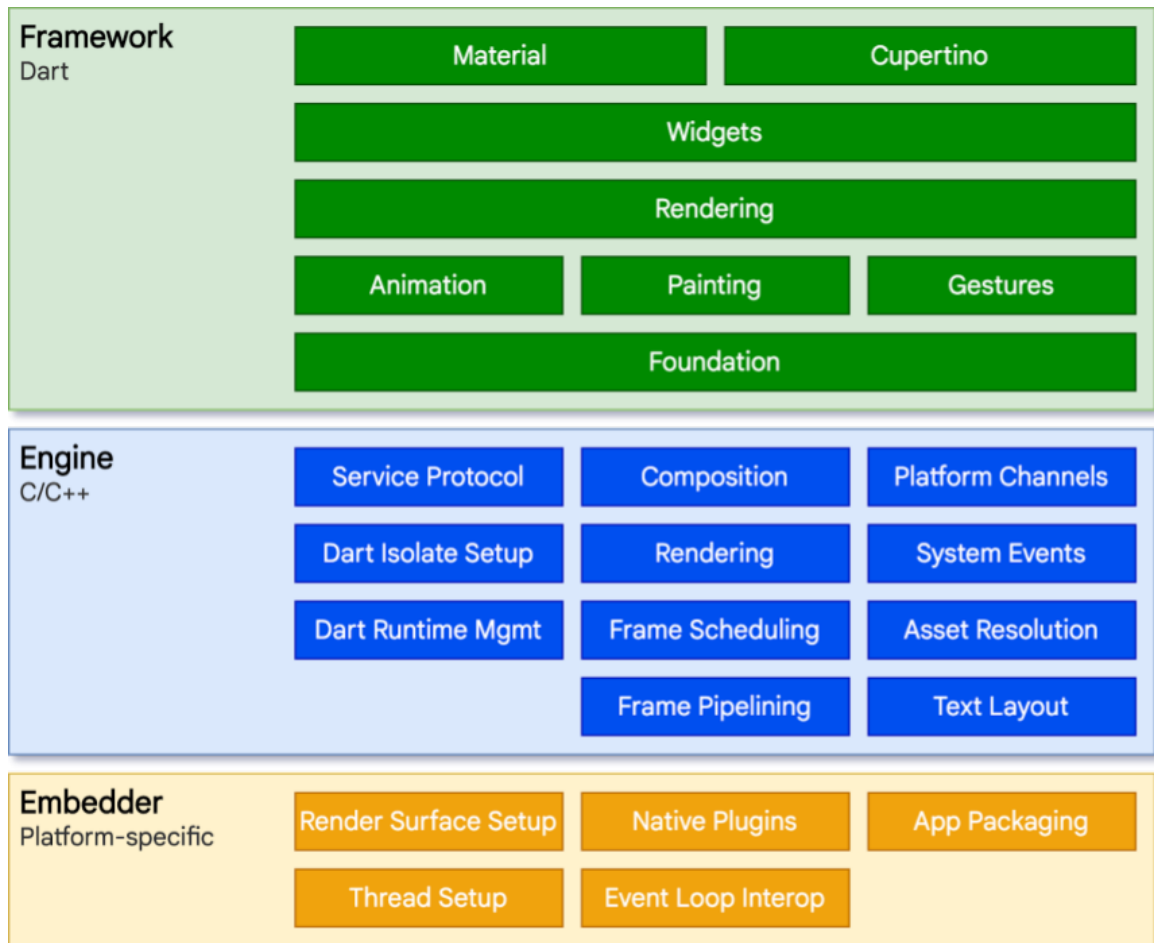 Framework
Dart
Material
Cupertino
Widgets
Rendering
Animation
Painting
Gestures
Foundation
Engine
C/C++
Service Protocol
Composition
Platform Channels
Dart Isolate Setup
Rendering
System Events
Dart Runtime Mgmt
Frame Scheduling
Asset Resolution
Frame Pipelining
Text Layout
Embedder
Platform-specific
Render Surface Setup
Native Plugins
App Packaging
Thread Setup
Event Loop Interop